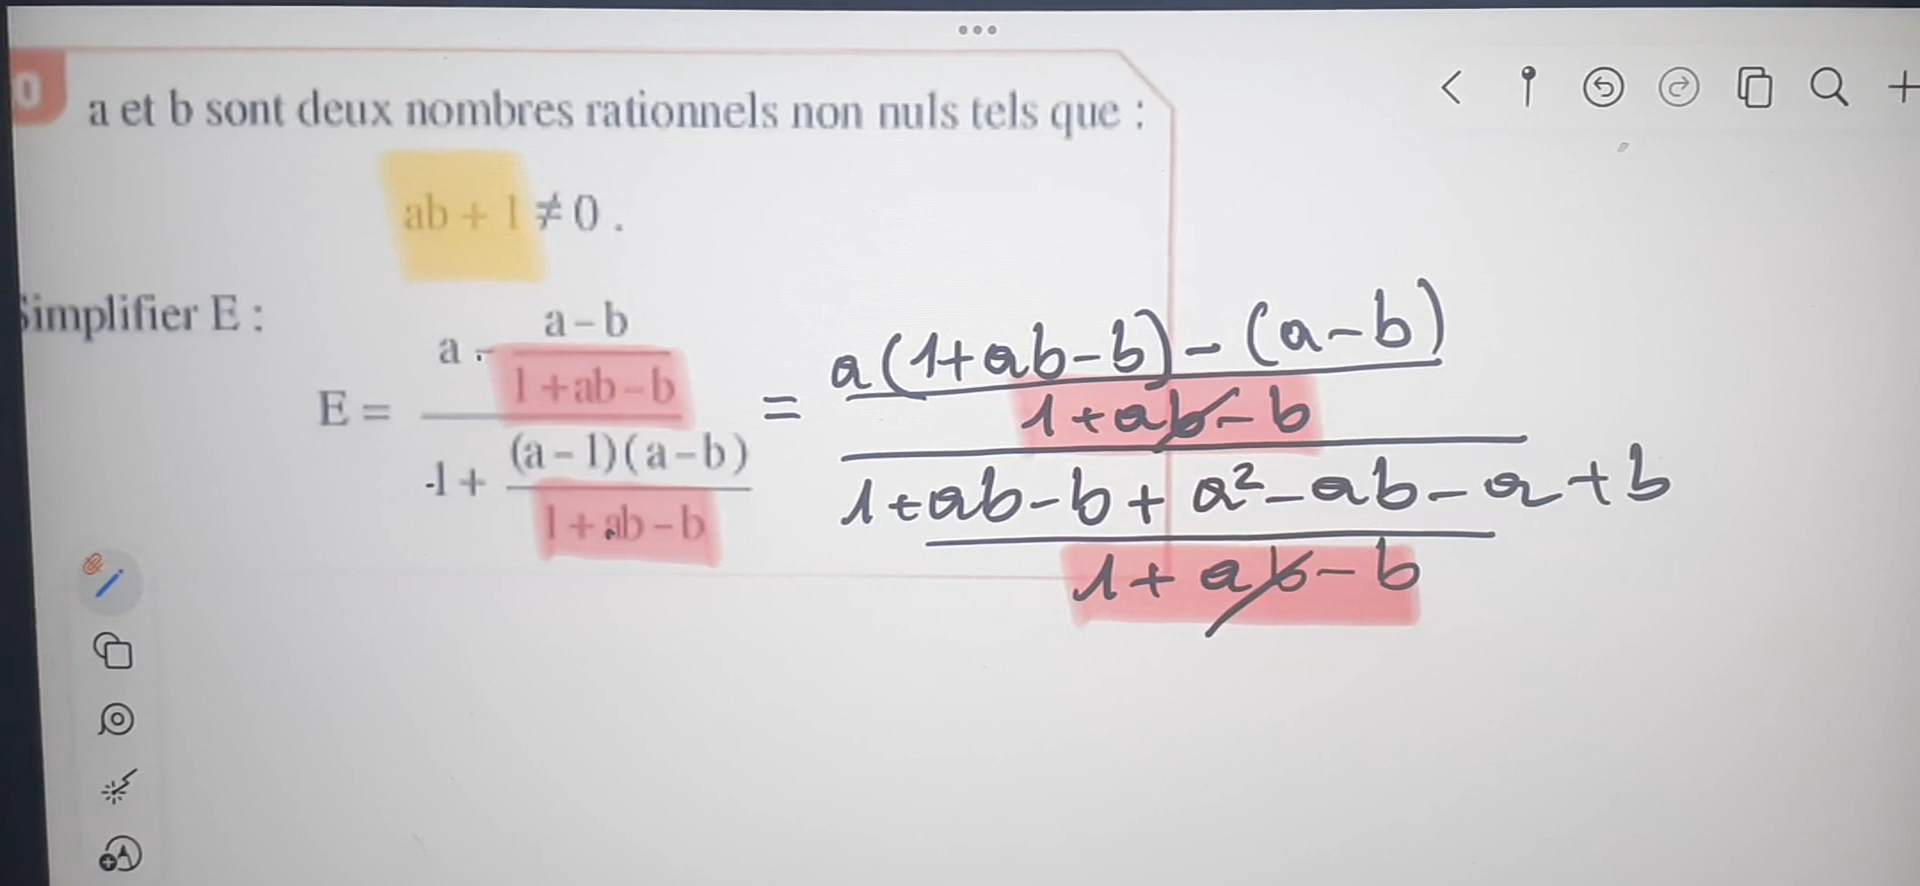 0
a et b sont deux nombres rationnels non nuls tels que :
ab + 1 ≠ 0 .
Simplifier E :
E = (a - (a - b)/(1 + ab - b)) / (1 + ((a - 1)(a - b))/(1 + ab - b)) = ((a(1+ab-b) - (a-b))/(1+ab-b)) / ((1+ab-b + a²-ab-a+b)/(1+ab-b))